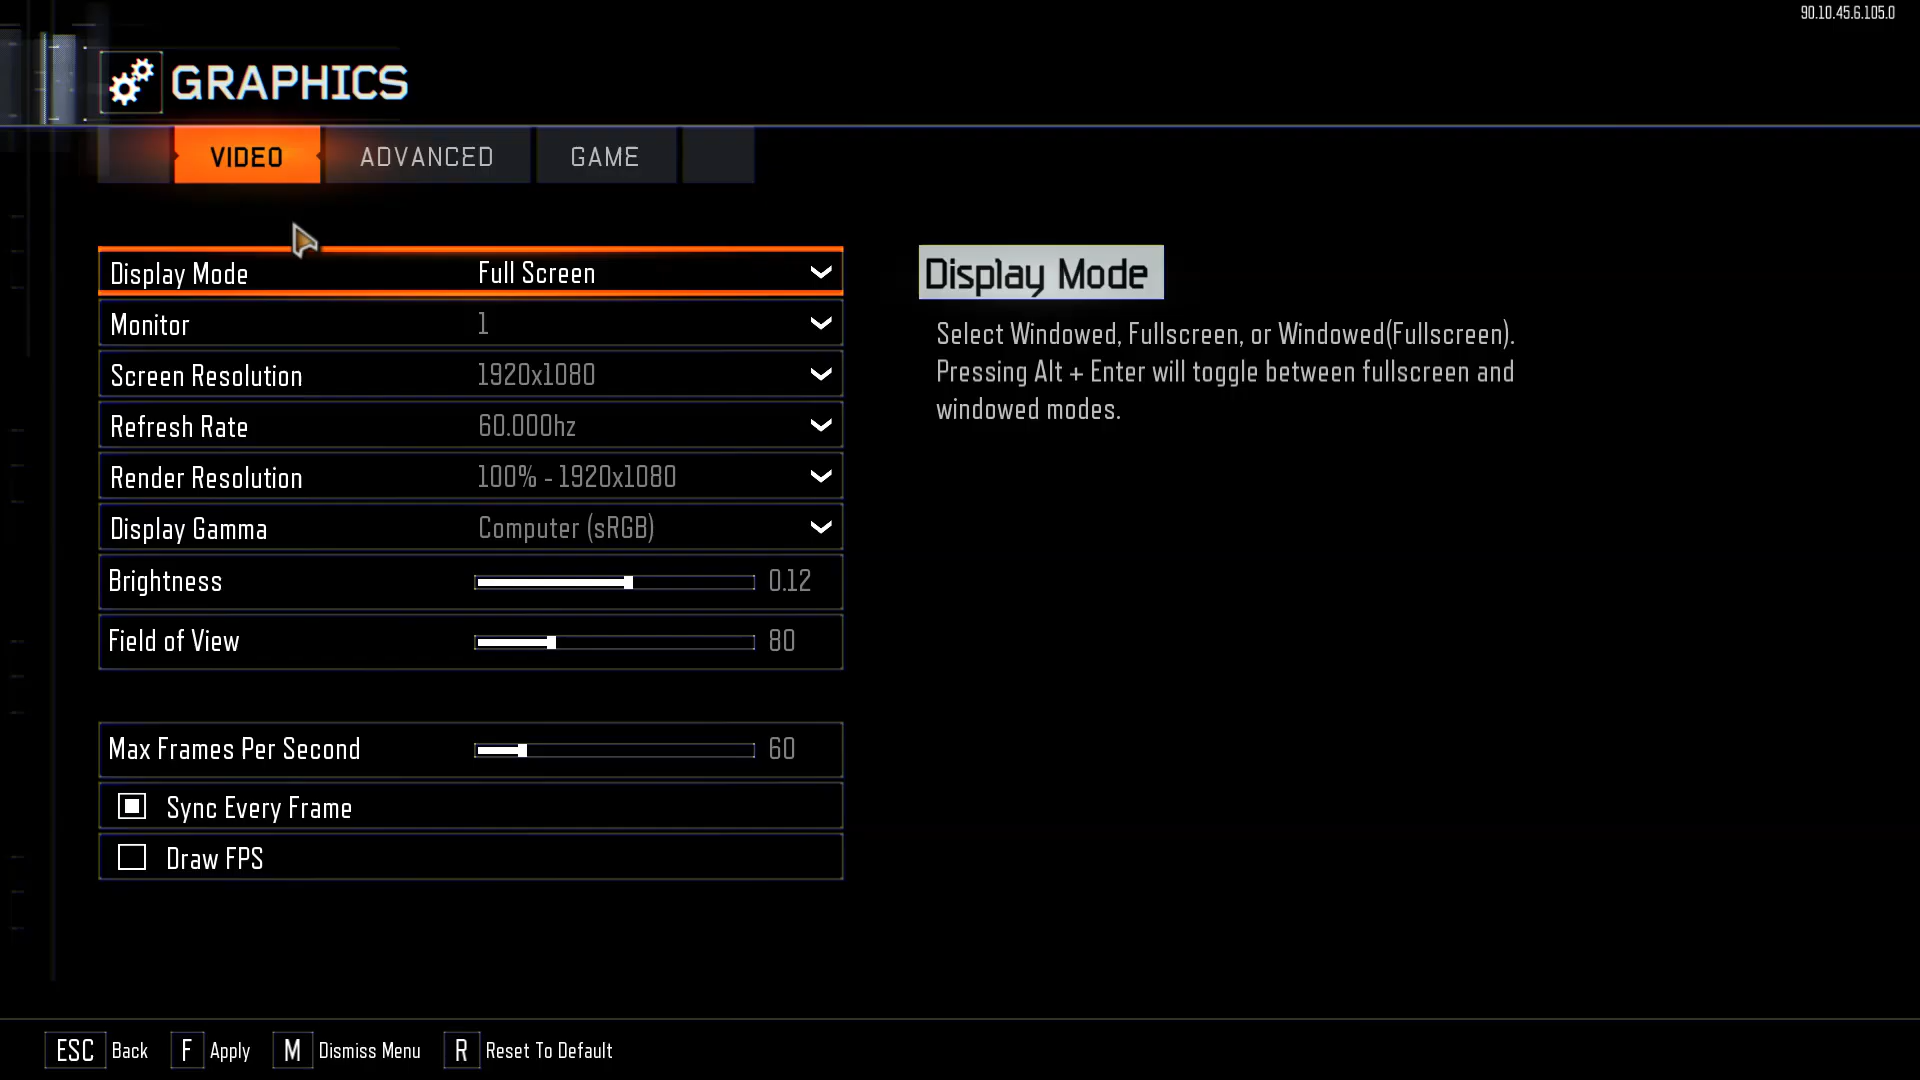 90.10.45.6.105.0
GRAPHICS
VIDEO ADVANCED GAME
Display Mode Full Screen
Monitor 1
Screen Resolution 1920x1080
Refresh Rate 60.000hz
Render Resolution 100% - 1920x1080
Display Gamma Computer (sRGB)
Brightness 0.12
Field of View 80
Max Frames Per Second 60
Sync Every Frame
Draw FPS
Display Mode
Select Windowed, Fullscreen, or Windowed(Fullscreen).
Pressing Alt + Enter will toggle between fullscreen and
windowed modes.
ESC Back F Apply M Dismiss Menu R Reset To Default